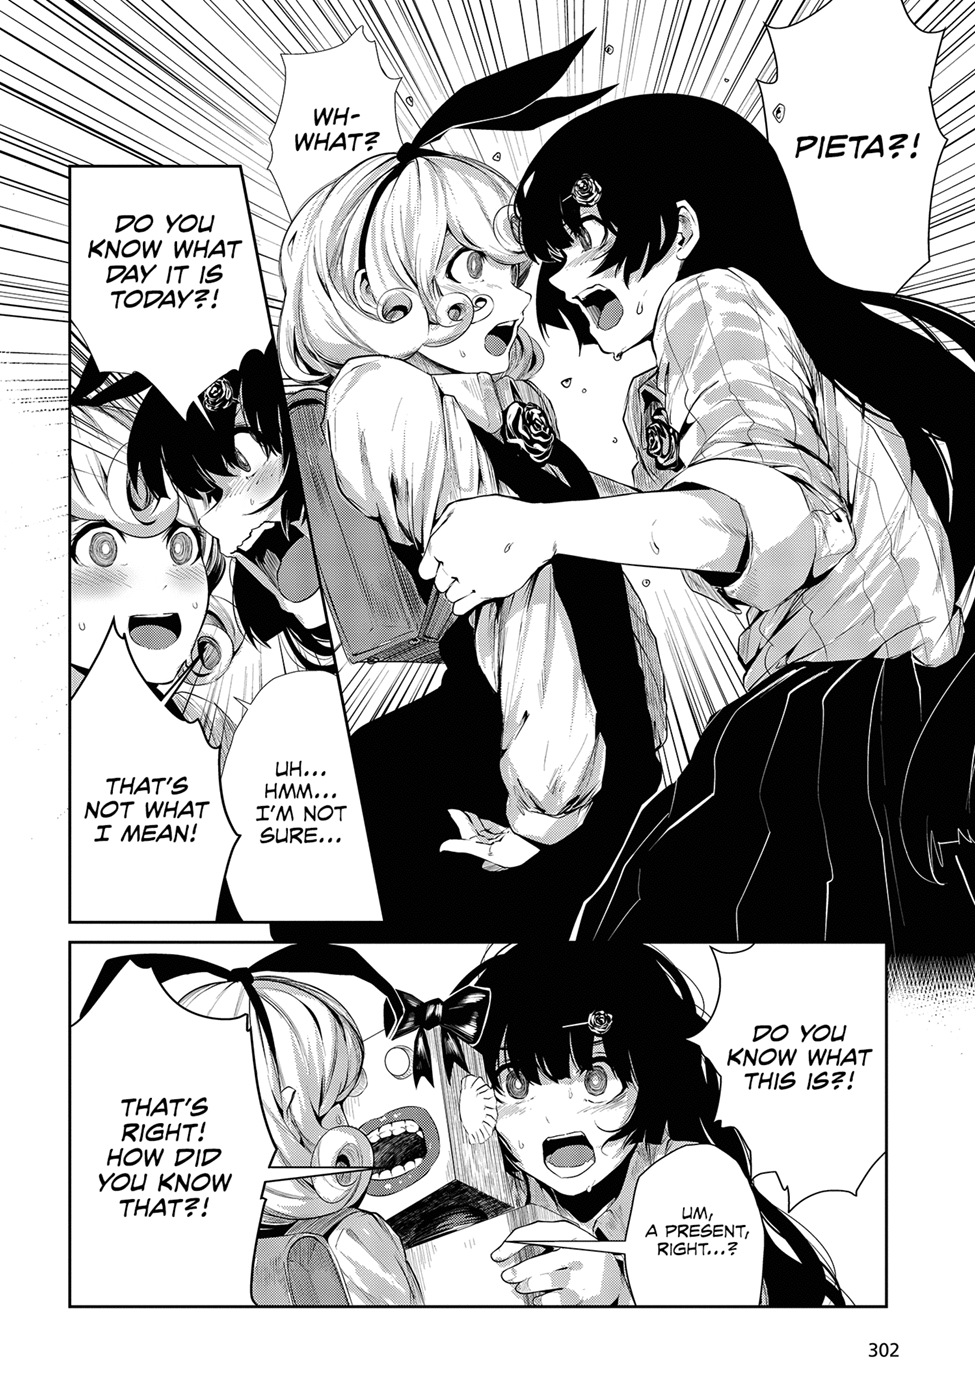 PIETA?!
WH-
WHAT?
DO YOU
KNOW WHAT
DAY IT IS
TODAY?!
UH...
HMM...
I'M NOT
SURE...
THAT'S
NOT WHAT
I MEAN!
DO YOU
KNOW WHAT
THIS IS?!
UM,
A PRESENT,
RIGHT...?
THAT'S
RIGHT!
HOW DID
YOU KNOW
THAT?!
302